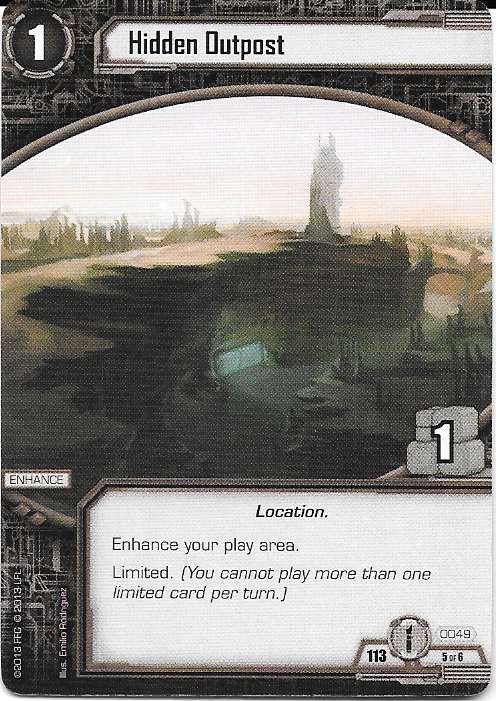 1
Hidden Outpost
1
ENHANCE
Location.
Enhance your play area.
Limited. (You cannot play more than one
limited card per turn.)
©2013 FFG © 2013 LFL
Illus. Emilio Rodriguez
113
1
0049
5 OF 6